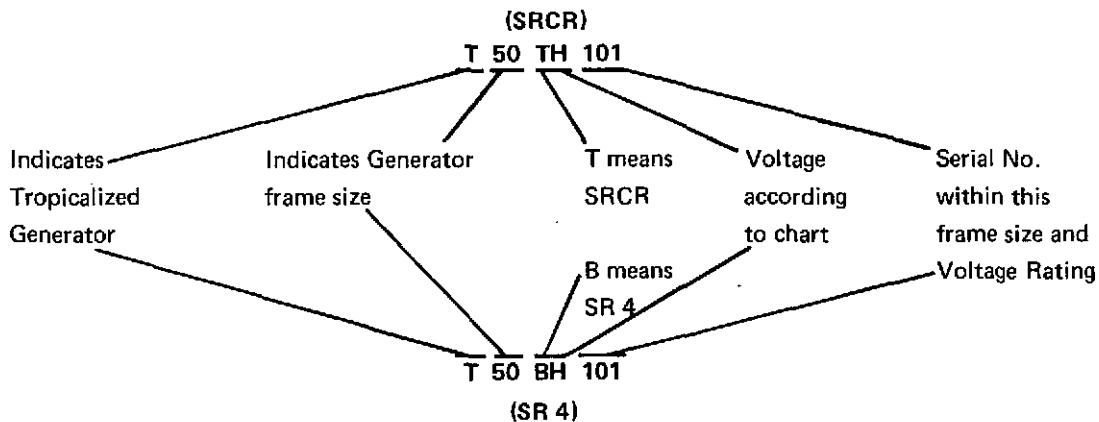 (SRCR)
T 50 TH 101
Indicates
Tropicalized
Generator
Indicates Generator
frame size
T means
SRCR
Voltage
according
to chart
Serial No.
within this
frame size and
Voltage Rating
B means
SR 4
T 50 BH 101
(SR 4)